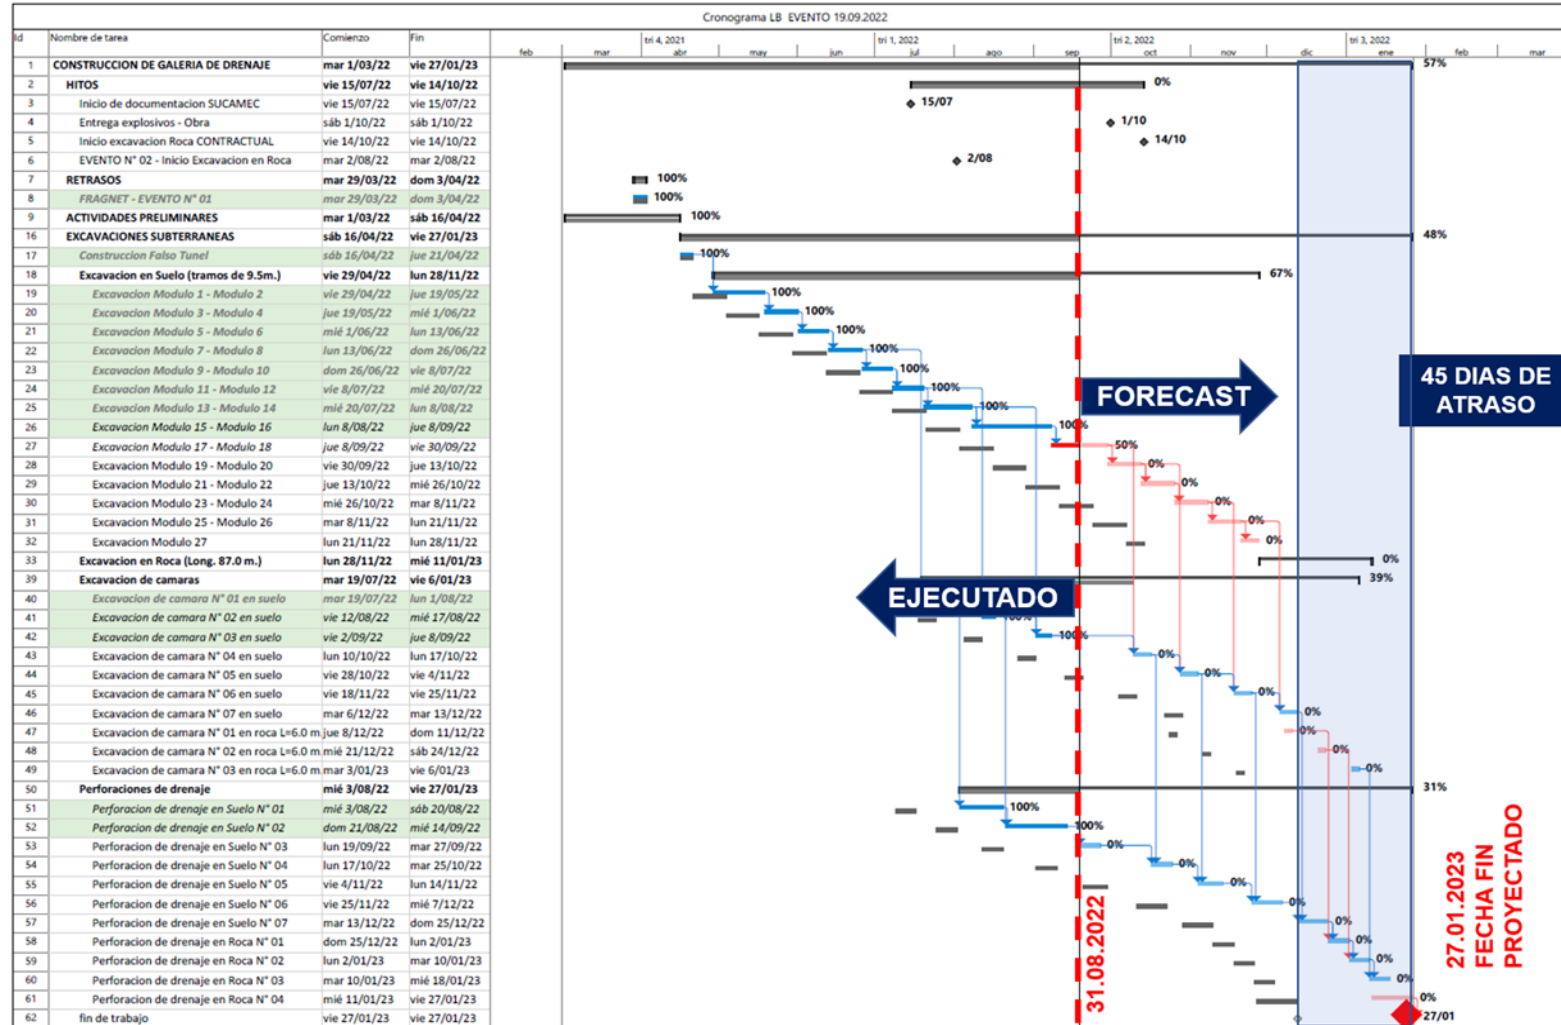 Cronograma LB EVENTO 19.09.2022
Id Nombre de tarea Comienzo Fin
tri 4, 2021 tri 1, 2022 tri 2, 2022 tri 3, 2022
feb mar abr may jun jul ago sep oct nov dic ene feb mar
1 CONSTRUCCION DE GALERIA DE DRENAJE mar 1/03/22 vie 27/01/23 57%
2 HITOS vie 15/07/22 vie 14/10/22 0%
3 Inicio de documentacion SUCAMEC vie 15/07/22 vie 15/07/22 15/07
4 Entrega explosivos - Obra sáb 1/10/22 sáb 1/10/22 1/10
5 Inicio excavacion Roca CONTRACTUAL vie 14/10/22 vie 14/10/22 14/10
6 EVENTO N° 02 - Inicio Excavacion en Roca mar 2/08/22 mar 2/08/22 2/08
7 RETRASOS mar 29/03/22 dom 3/04/22 100%
8 FRAGNET - EVENTO N° 01 mar 29/03/22 dom 3/04/22 100%
9 ACTIVIDADES PRELIMINARES mar 1/03/22 sáb 16/04/22 100%
16 EXCAVACIONES SUBTERRANEAS sáb 16/04/22 vie 27/01/23 48%
17 Construccion Falso Tunel sáb 16/04/22 jue 21/04/22 100%
18 Excavacion en Suelo (tramos de 9.5m.) vie 29/04/22 lun 28/11/22 67%
19 Excavacion Modulo 1 - Modulo 2 vie 29/04/22 jue 19/05/22 100%
20 Excavacion Modulo 3 - Modulo 4 jue 19/05/22 mié 1/06/22 100%
21 Excavacion Modulo 5 - Modulo 6 mié 1/06/22 lun 13/06/22 100%
22 Excavacion Modulo 7 - Modulo 8 lun 13/06/22 dom 26/06/22 100%
23 Excavacion Modulo 9 - Modulo 10 dom 26/06/22 vie 8/07/22 100%
24 Excavacion Modulo 11 - Modulo 12 vie 8/07/22 mié 20/07/22 100%
25 Excavacion Modulo 13 - Modulo 14 mié 20/07/22 lun 8/08/22 100%
26 Excavacion Modulo 15 - Modulo 16 lun 8/08/22 jue 8/09/22 100%
27 Excavacion Modulo 17 - Modulo 18 jue 8/09/22 vie 30/09/22 50%
28 Excavacion Modulo 19 - Modulo 20 vie 30/09/22 jue 13/10/22 0%
29 Excavacion Modulo 21 - Modulo 22 jue 13/10/22 mié 26/10/22 0%
30 Excavacion Modulo 23 - Modulo 24 mié 26/10/22 mar 8/11/22 0%
31 Excavacion Modulo 25 - Modulo 26 mar 8/11/22 lun 21/11/22 0%
32 Excavacion Modulo 27 lun 21/11/22 lun 28/11/22 0%
33 Excavacion en Roca (Long. 87.0 m.) lun 28/11/22 mié 11/01/23 0%
39 Excavacion de camaras mar 19/07/22 vie 6/01/23 39%
40 Excavacion de camara N° 01 en suelo mar 19/07/22 lun 1/08/22
41 Excavacion de camara N° 02 en suelo vie 12/08/22 mié 17/08/22 100%
42 Excavacion de camara N° 03 en suelo vie 2/09/22 jue 8/09/22 100%
43 Excavacion de camara N° 04 en suelo lun 10/10/22 lun 17/10/22 0%
44 Excavacion de camara N° 05 en suelo vie 28/10/22 vie 4/11/22 0%
45 Excavacion de camara N° 06 en suelo vie 18/11/22 vie 25/11/22 0%
46 Excavacion de camara N° 07 en suelo mar 6/12/22 mar 13/12/22 0%
47 Excavacion de camara N° 01 en roca L=6.0 m jue 8/12/22 dom 11/12/22 0%
48 Excavacion de camara N° 02 en roca L=6.0 m mié 21/12/22 sáb 24/12/22 0%
49 Excavacion de camara N° 03 en roca L=6.0 m mar 3/01/23 vie 6/01/23 0%
50 Perforaciones de drenaje mié 3/08/22 vie 27/01/23 31%
51 Perforacion de drenaje en Suelo N° 01 mié 3/08/22 sáb 20/08/22 100%
52 Perforacion de drenaje en Suelo N° 02 dom 21/08/22 mié 14/09/22 100%
53 Perforacion de drenaje en Suelo N° 03 lun 19/09/22 mar 27/09/22 0%
54 Perforacion de drenaje en Suelo N° 04 lun 17/10/22 mar 25/10/22 0%
55 Perforacion de drenaje en Suelo N° 05 vie 4/11/22 lun 14/11/22 0%
56 Perforacion de drenaje en Suelo N° 06 vie 25/11/22 mié 7/12/22 0%
57 Perforacion de drenaje en Suelo N° 07 mar 13/12/22 dom 25/12/22 0%
58 Perforacion de drenaje en Roca N° 01 dom 25/12/22 lun 2/01/23 0%
59 Perforacion de drenaje en Roca N° 02 lun 2/01/23 mar 10/01/23 0%
60 Perforacion de drenaje en Roca N° 03 mar 10/01/23 mié 18/01/23 0%
61 Perforacion de drenaje en Roca N° 04 mié 11/01/23 vie 27/01/23 0%
62 fin de trabajo vie 27/01/23 vie 27/01/23 27/01
FORECAST
45 DIAS DE
ATRASO
EJECUTADO
31.08.2022
27.01.2023
FECHA FIN
PROYECTADO